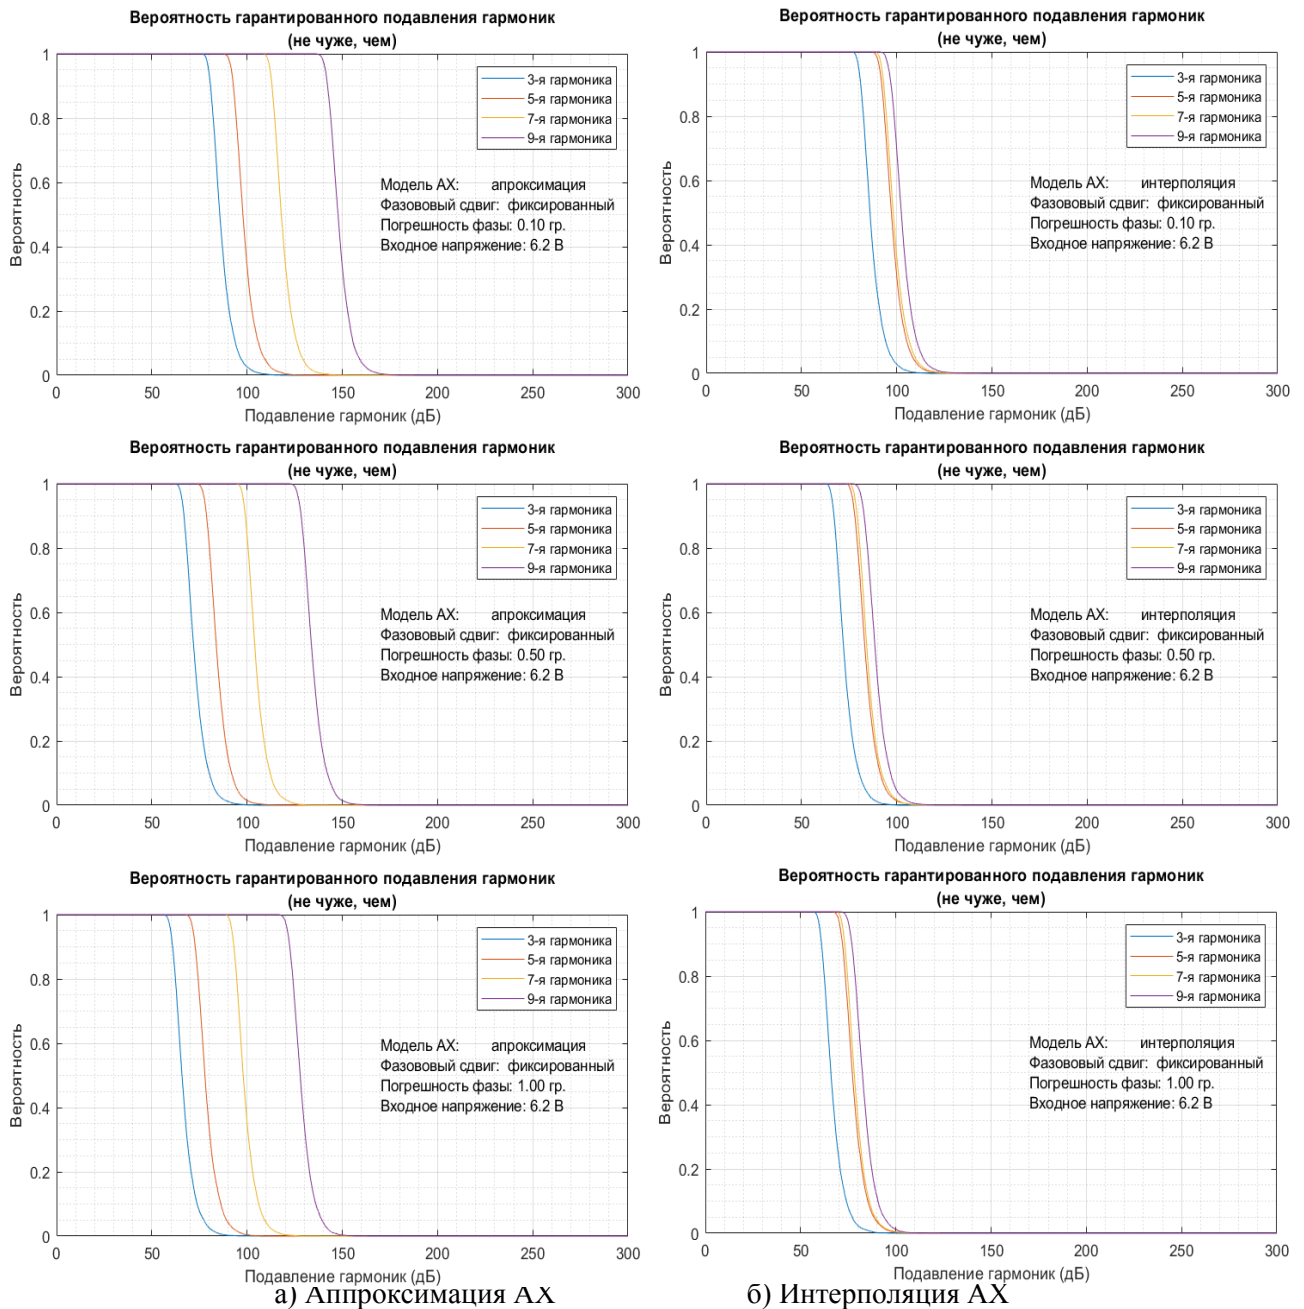 Вероятность гарантированного подавления гармоник
(не чуже, чем)
1
0.8
0.6
0.4
0.2
0
Вероятность
3-я гармоника
5-я гармоника
7-я гармоника
9-я гармоника
Модель АХ: апроксимация
Фазововый сдвиг: фиксированный
Погрешность фазы: 0.10 гр.
Входное напряжение: 6.2 В
0 50 100 150 200 250 300
Подавление гармоник (дБ)
Вероятность гарантированного подавления гармоник
(не чуже, чем)
1
0.8
0.6
0.4
0.2
0
Вероятность
3-я гармоника
5-я гармоника
7-я гармоника
9-я гармоника
Модель АХ: интерполяция
Фазововый сдвиг: фиксированный
Погрешность фазы: 0.10 гр.
Входное напряжение: 6.2 В
0 50 100 150 200 250 300
Подавление гармоник (дБ)
Вероятность гарантированного подавления гармоник
(не чуже, чем)
1
0.8
0.6
0.4
0.2
0
Вероятность
3-я гармоника
5-я гармоника
7-я гармоника
9-я гармоника
Модель АХ: апроксимация
Фазововый сдвиг: фиксированный
Погрешность фазы: 0.50 гр.
Входное напряжение: 6.2 В
0 50 100 150 200 250 300
Подавление гармоник (дБ)
Вероятность гарантированного подавления гармоник
(не чуже, чем)
1
0.8
0.6
0.4
0.2
0
Вероятность
3-я гармоника
5-я гармоника
7-я гармоника
9-я гармоника
Модель АХ: интерполяция
Фазововый сдвиг: фиксированный
Погрешность фазы: 0.50 гр.
Входное напряжение: 6.2 В
0 50 100 150 200 250 300
Подавление гармоник (дБ)
Вероятность гарантированного подавления гармоник
(не чуже, чем)
1
0.8
0.6
0.4
0.2
0
Вероятность
3-я гармоника
5-я гармоника
7-я гармоника
9-я гармоника
Модель АХ: апроксимация
Фазововый сдвиг: фиксированный
Погрешность фазы: 1.00 гр.
Входное напряжение: 6.2 В
0 50 100 150 200 250 300
Подавление гармоник (дБ)
Вероятность гарантированного подавления гармоник
(не чуже, чем)
1
0.8
0.6
0.4
0.2
0
Вероятность
3-я гармоника
5-я гармоника
7-я гармоника
9-я гармоника
Модель АХ: интерполяция
Фазововый сдвиг: фиксированный
Погрешность фазы: 1.00 гр.
Входное напряжение: 6.2 В
0 50 100 150 200 250 300
Подавление гармоник (дБ)
а) Аппроксимация АХ
б) Интерполяция АХ